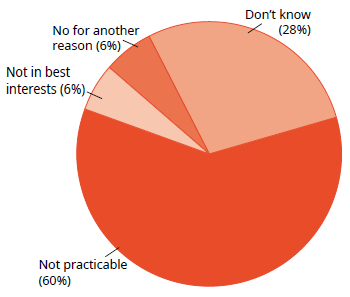 Don’t know
(28%)
No for another
reason (6%)
Not in best
interests (6%)
Not practicable
(60%)